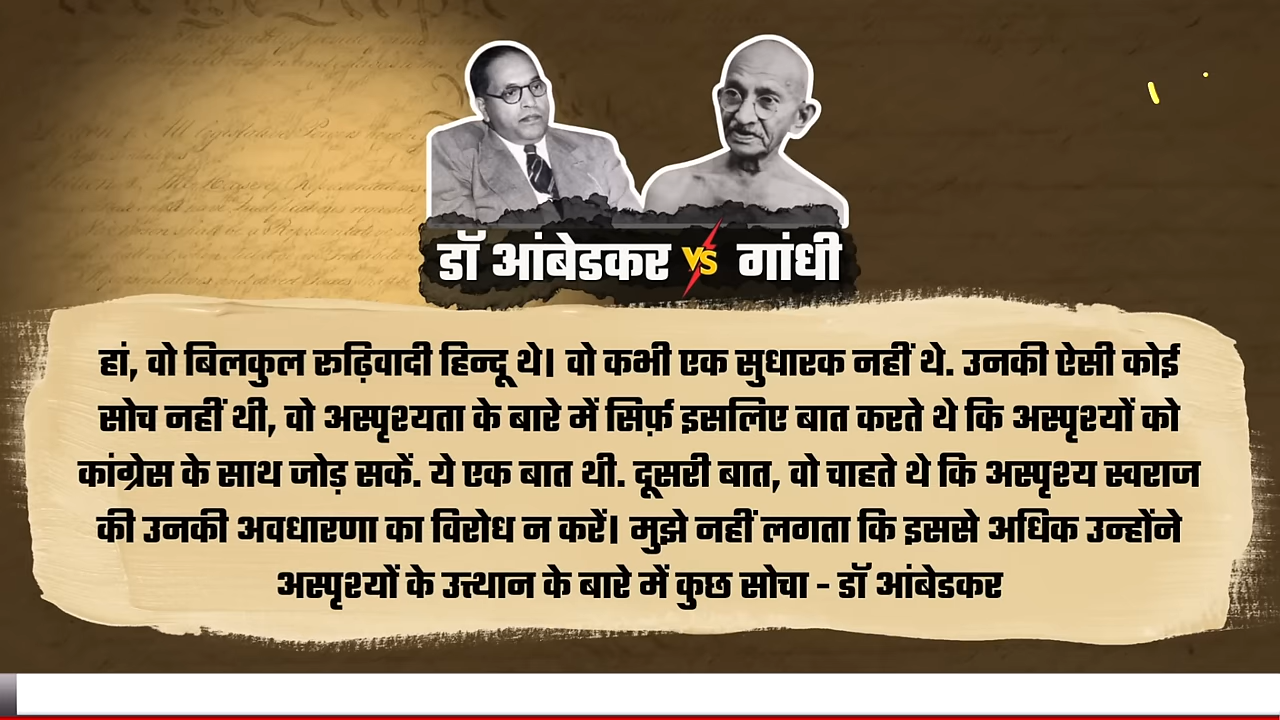 डॉ आंबेडकर VS गांधी
हां, वो बिलकुल रूढ़िवादी हिन्दू थे। वो कभी एक सुधारक नहीं थे. उनकी ऐसी कोई
सोच नहीं थी, वो अस्पृश्यता के बारे में सिर्फ़ इसलिए बात करते थे कि अस्पृश्यों को
कांग्रेस के साथ जोड़ सकें. ये एक बात थी. दूसरी बात, वो चाहते थे कि अस्पृश्य स्वराज
की उनकी अवधारणा का विरोध न करें। मुझे नहीं लगता कि इससे अधिक उन्होंने
अस्पृश्यों के उत्थान के बारे में कुछ सोचा - डॉ आंबेडकर